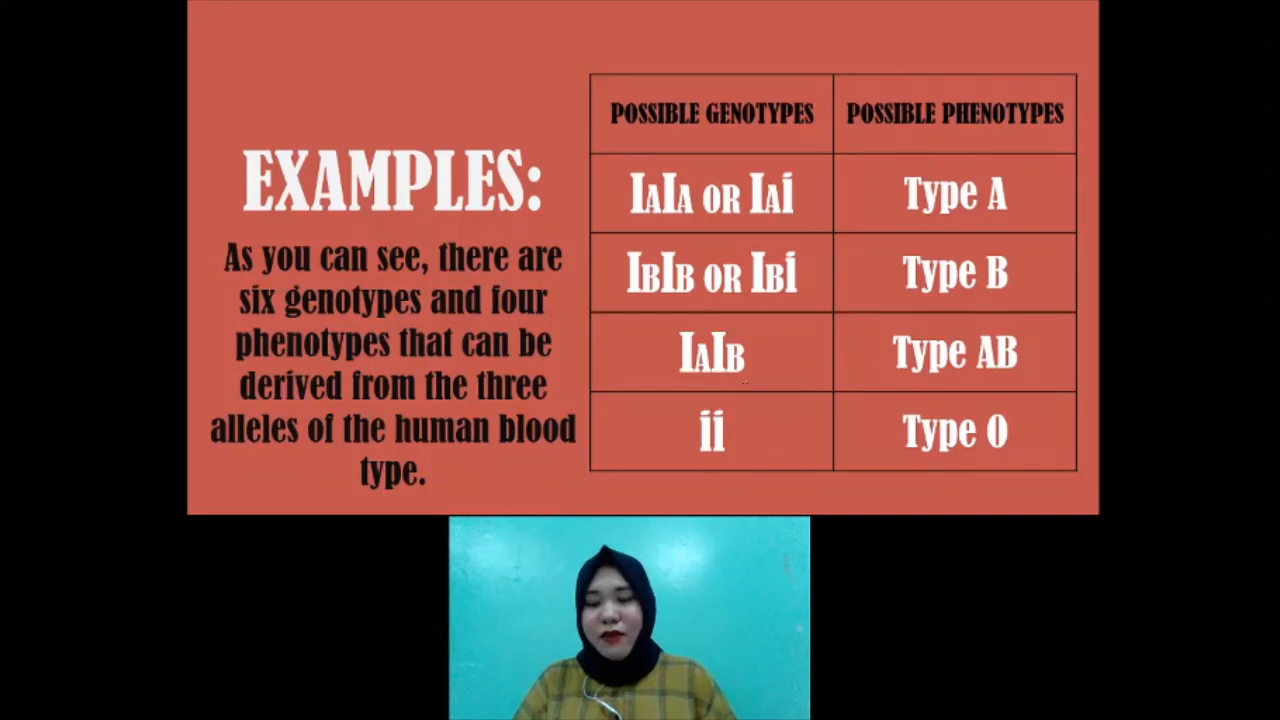 EXAMPLES:
As you can see, there are
six genotypes and four
phenotypes that can be
derived from the three
alleles of the human blood
type.
POSSIBLE GENOTYPES POSSIBLE PHENOTYPES
IAIA OR IAi Type A
IBIB OR IBi Type B
IAIB Type AB
ii Type O